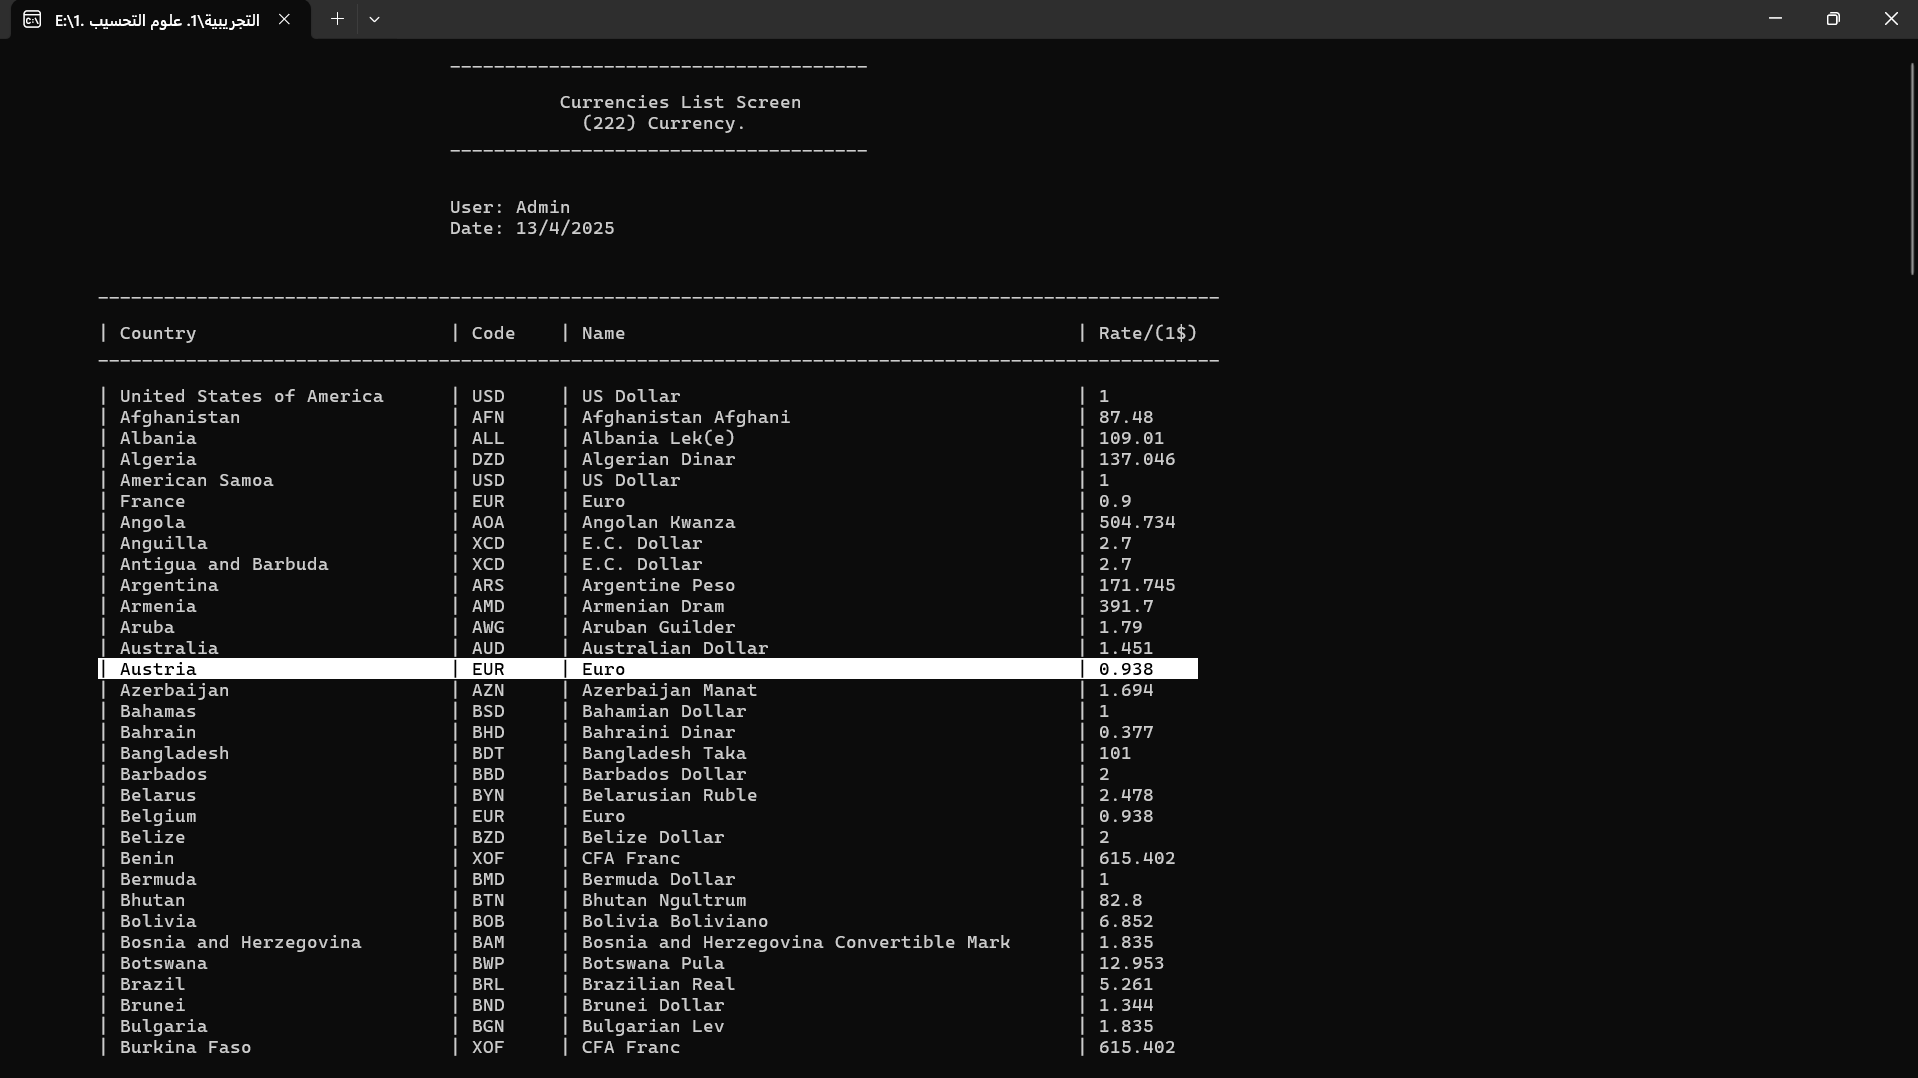 E:\1. التجريبية\1. علوم التحسيب
Currencies List Screen
(222) Currency.
User: Admin
Date: 13/4/2025
| Country | Code | Name | Rate/(1$)
| United States of America | USD | US Dollar | 1
| Afghanistan | AFN | Afghanistan Afghani | 87.48
| Albania | ALL | Albania Lek(e) | 109.01
| Algeria | DZD | Algerian Dinar | 137.046
| American Samoa | USD | US Dollar | 1
| France | EUR | Euro | 0.9
| Angola | AOA | Angolan Kwanza | 504.734
| Anguilla | XCD | E.C. Dollar | 2.7
| Antigua and Barbuda | XCD | E.C. Dollar | 2.7
| Argentina | ARS | Argentine Peso | 171.745
| Armenia | AMD | Armenian Dram | 391.7
| Aruba | AWG | Aruban Guilder | 1.79
| Australia | AUD | Australian Dollar | 1.451
| Austria | EUR | Euro | 0.938
| Azerbaijan | AZN | Azerbaijan Manat | 1.694
| Bahamas | BSD | Bahamian Dollar | 1
| Bahrain | BHD | Bahraini Dinar | 0.377
| Bangladesh | BDT | Bangladesh Taka | 101
| Barbados | BBD | Barbados Dollar | 2
| Belarus | BYN | Belarusian Ruble | 2.478
| Belgium | EUR | Euro | 0.938
| Belize | BZD | Belize Dollar | 2
| Benin | XOF | CFA Franc | 615.402
| Bermuda | BMD | Bermuda Dollar | 1
| Bhutan | BTN | Bhutan Ngultrum | 82.8
| Bolivia | BOB | Bolivia Boliviano | 6.852
| Bosnia and Herzegovina | BAM | Bosnia and Herzegovina Convertible Mark | 1.835
| Botswana | BWP | Botswana Pula | 12.953
| Brazil | BRL | Brazilian Real | 5.261
| Brunei | BND | Brunei Dollar | 1.344
| Bulgaria | BGN | Bulgarian Lev | 1.835
| Burkina Faso | XOF | CFA Franc | 615.402